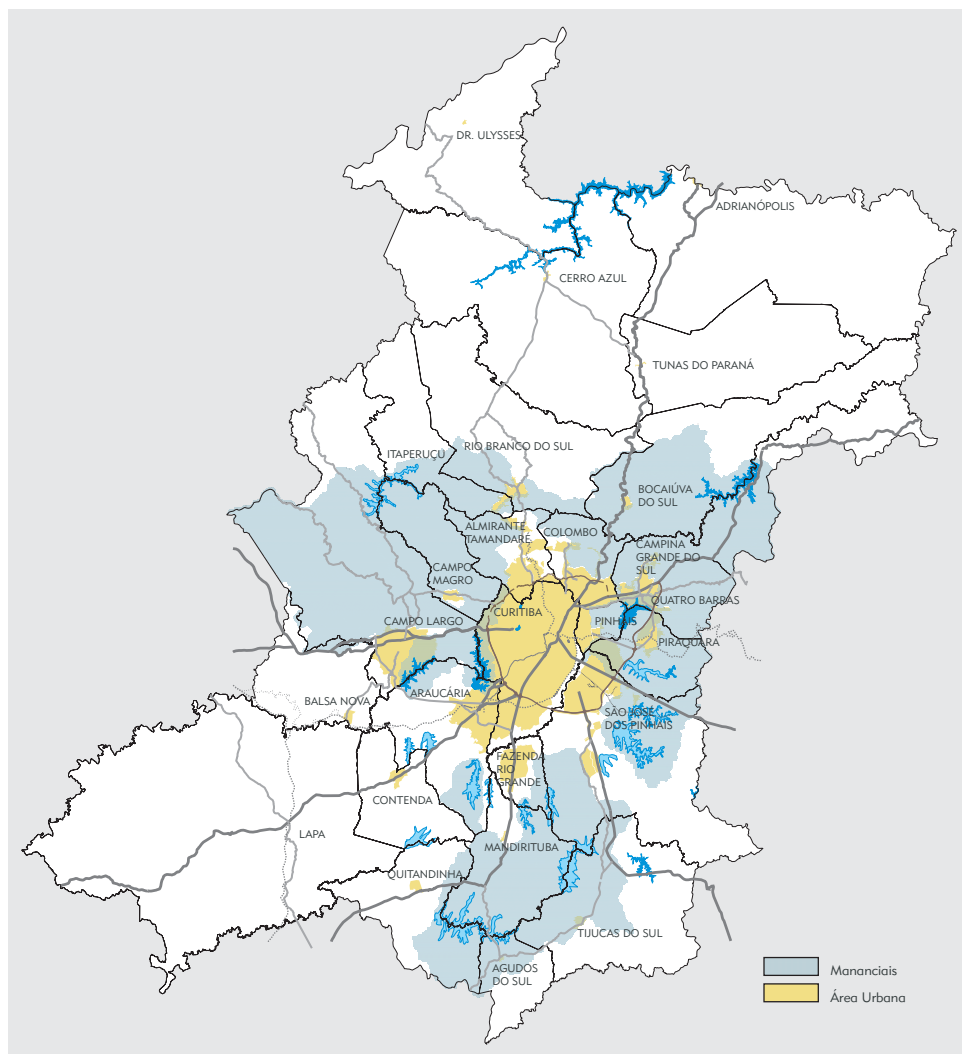 DR. ULYSSES
ADRIANÓPOLIS
CERRO AZUL
TUNAS DO PARANÁ
RIO BRANCO DO SUL
ITAPERUÇÚ
BOCAIÚVA
DO SUL
ALMIRANTE
TAMANDARÉ
COLOMBO
CAMPINA
GRANDE DO
SUL
CAMPO
MAGRO
QUATRO BARRAS
CURITIBA
CAMPO LARGO
PINHAIS
PIRAQUARA
ARAUCÁRIA
BALSA NOVA
SÃO JOSÉ
DOS PINHAIS
FAZENDA
RIO
GRANDE
CONTENDA
LAPA
MANDIRITUBA
QUITANDINHA
TIJUCAS DO SUL
AGUDOS
DO SUL
Mananciais
Área Urbana